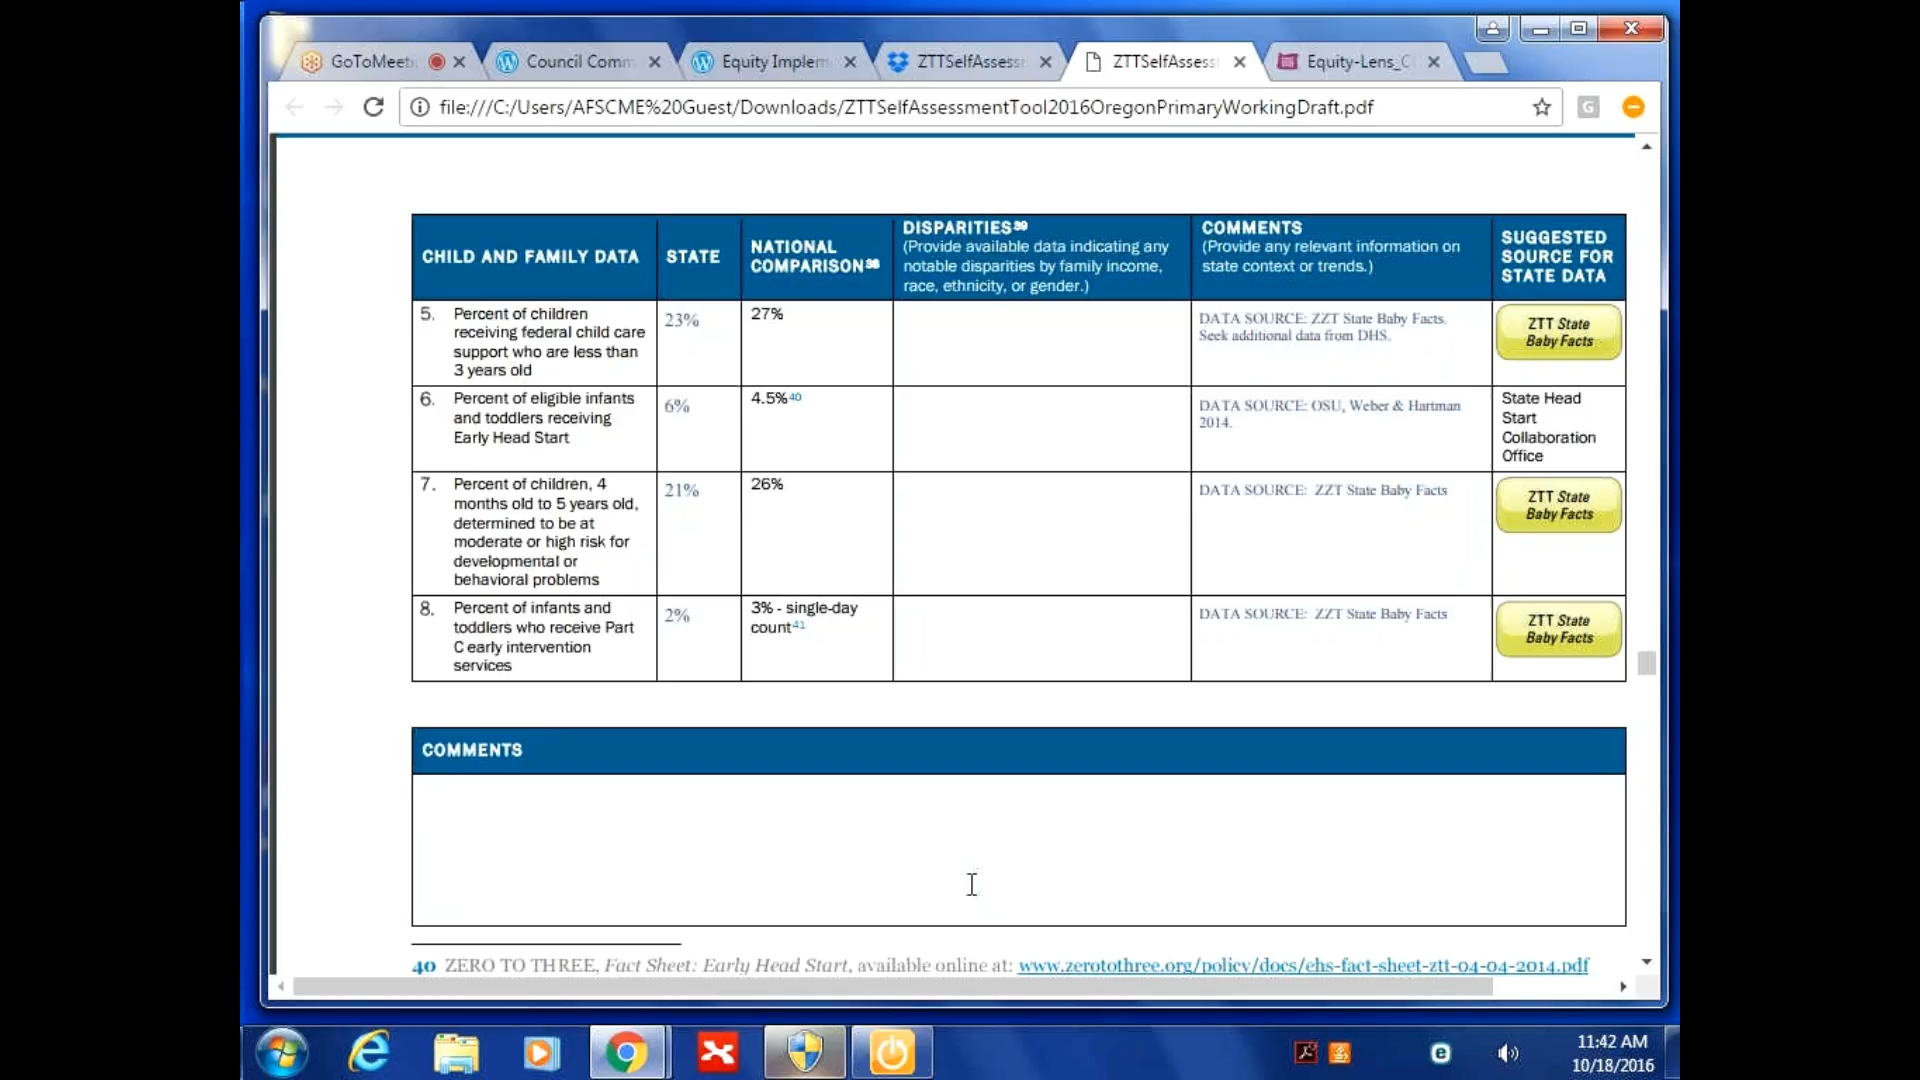 GoToMeeti
Council Comm
Equity Implem
ZTTSelfAssess
ZTTSelfAssess
Equity-Lens_C
file:///C:/Users/AFSCME%20Guest/Downloads/ZTTSelfAssessmentTool2016OregonPrimaryWorkingDraft.pdf
G
CHILD AND FAMILY DATA
STATE
NATIONAL
COMPARISON38
DISPARITIES39
(Provide available data indicating any
notable disparities by family income,
race, ethnicity, or gender.)
COMMENTS
(Provide any relevant information on
state context or trends.)
SUGGESTED
SOURCE FOR
STATE DATA
5. Percent of children
receiving federal child care
support who are less than
3 years old
23%
27%
DATA SOURCE: ZZT State Baby Facts.
Seek additional data from DHS.
ZTT State
Baby Facts
6. Percent of eligible infants
and toddlers receiving
Early Head Start
6%
4.5%40
DATA SOURCE: OSU, Weber & Hartman
2014.
State Head
Start
Collaboration
Office
7. Percent of children, 4
months old to 5 years old,
determined to be at
moderate or high risk for
developmental or
behavioral problems
21%
26%
DATA SOURCE: ZZT State Baby Facts
ZTT State
Baby Facts
8. Percent of infants and
toddlers who receive Part
C early intervention
services
2%
3% - single-day
count41
DATA SOURCE: ZZT State Baby Facts
ZTT State
Baby Facts
COMMENTS
40 ZERO TO THREE, Fact Sheet: Early Head Start, available online at: www.zerotothree.org/policy/docs/ehs-fact-sheet-ztt-04-04-2014.pdf
11:42 AM
10/18/2016